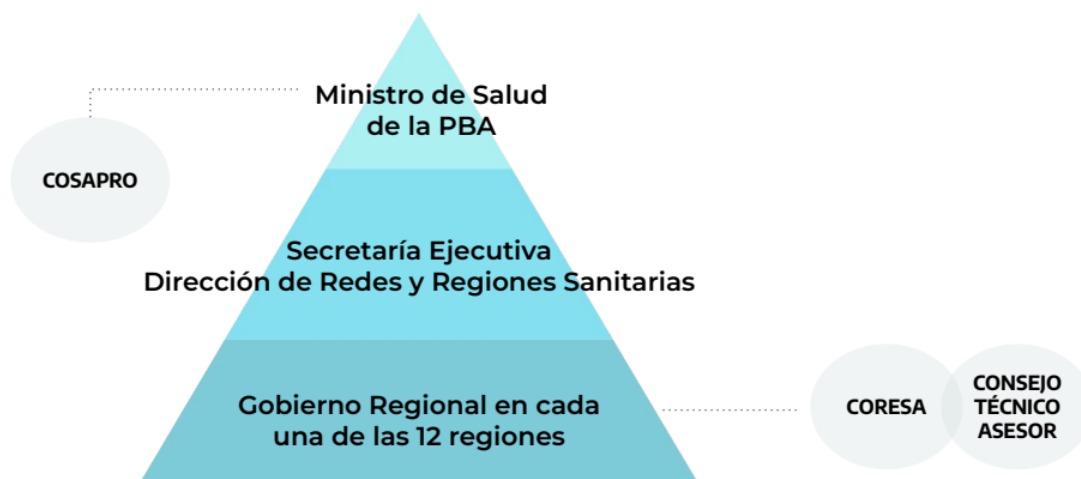 Ministro de Salud
de la PBA
COSAPRO
Secretaría Ejecutiva
Dirección de Redes y Regiones Sanitarias
Gobierno Regional en cada
una de las 12 regiones
CORESA
CONSEJO
TÉCNICO
ASESOR